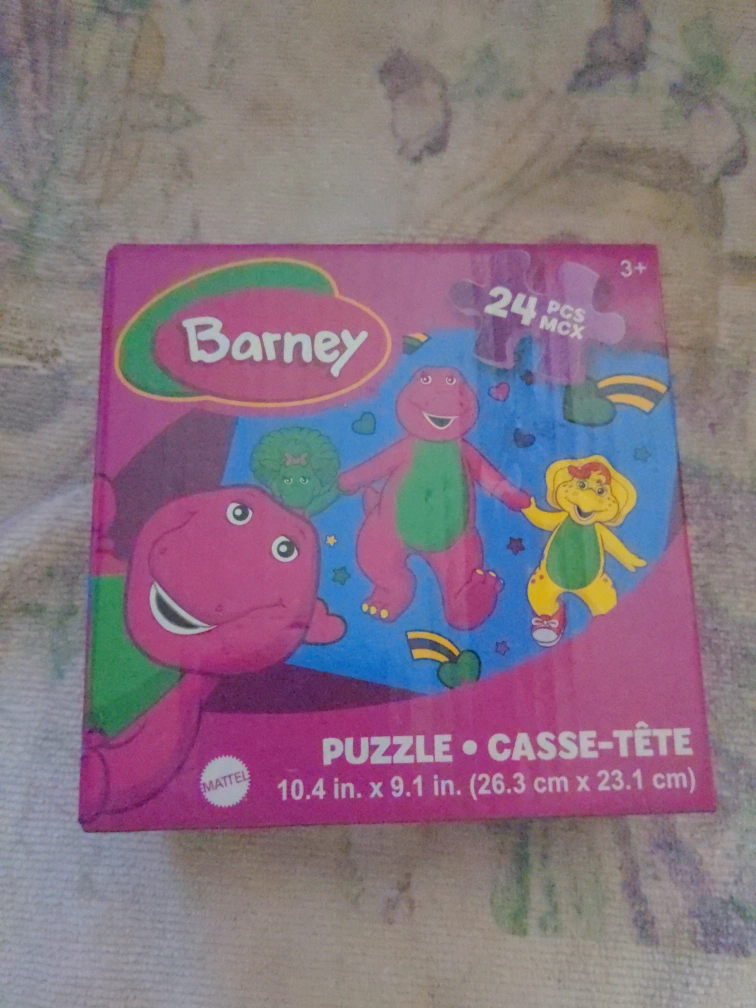 3+
24 PCS
MCX
Barney
PUZZLE • CASSE-TÊTE
MATTEL
10.4 in. x 9.1 in. (26.3 cm x 23.1 cm)